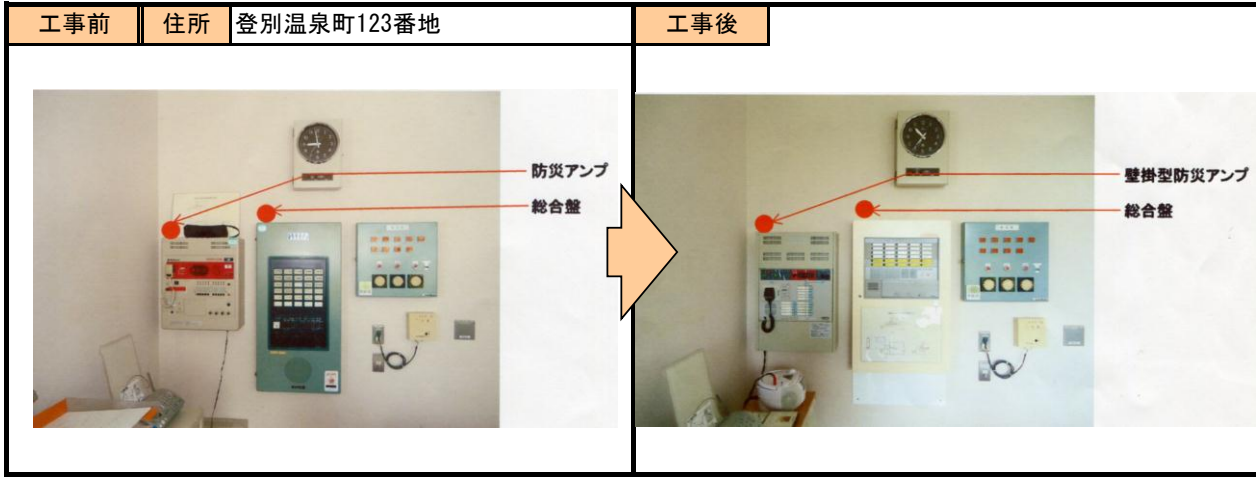 工事前
住所
登別温泉町123番地
工事後
防災アンプ
総合盤
壁掛型防災アンプ
総合盤